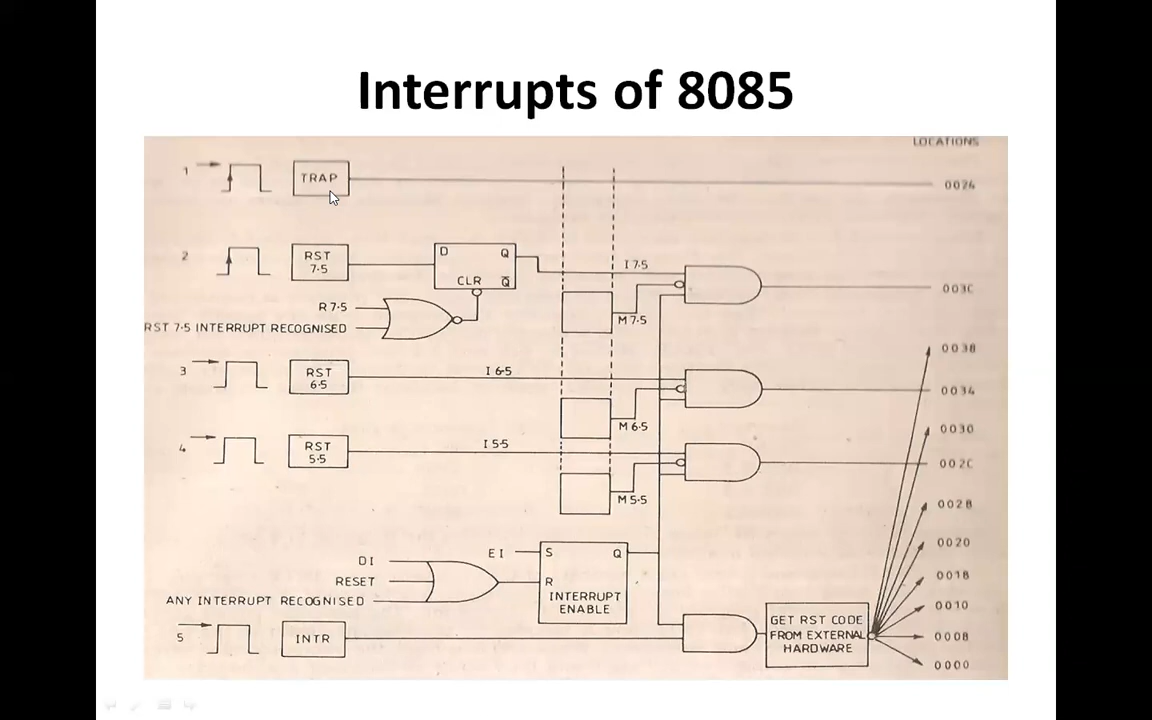 Interrupts of 8085
LOCATIONS
1
TRAP
0024
2
RST
7·5
D
Q
CLR
Q̅
I 7·5
M 7·5
003C
R 7·5
RST 7·5 INTERRUPT RECOGNISED
0038
3
RST
6·5
I 6·5
M 6·5
0034
0030
4
RST
5·5
I 5·5
M 5·5
002C
0028
EI
S
Q
DI
RESET
R
INTERRUPT
ENABLE
ANY INTERRUPT RECOGNISED
0020
0018
0010
5
INTR
GET RST CODE
FROM EXTERNAL
HARDWARE
0008
0000